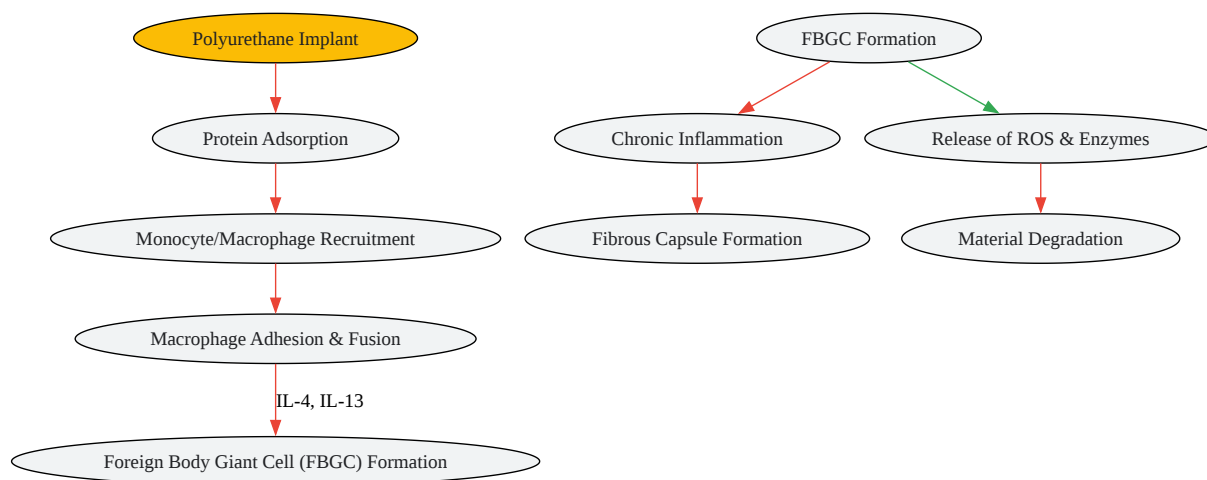 Polyurethane Implant
Protein Adsorption
Monocyte/Macrophage Recruitment
Macrophage Adhesion & Fusion
IL-4, IL-13
Foreign Body Giant Cell (FBGC) Formation
FBGC Formation
Chronic Inflammation
Release of ROS & Enzymes
Fibrous Capsule Formation
Material Degradation